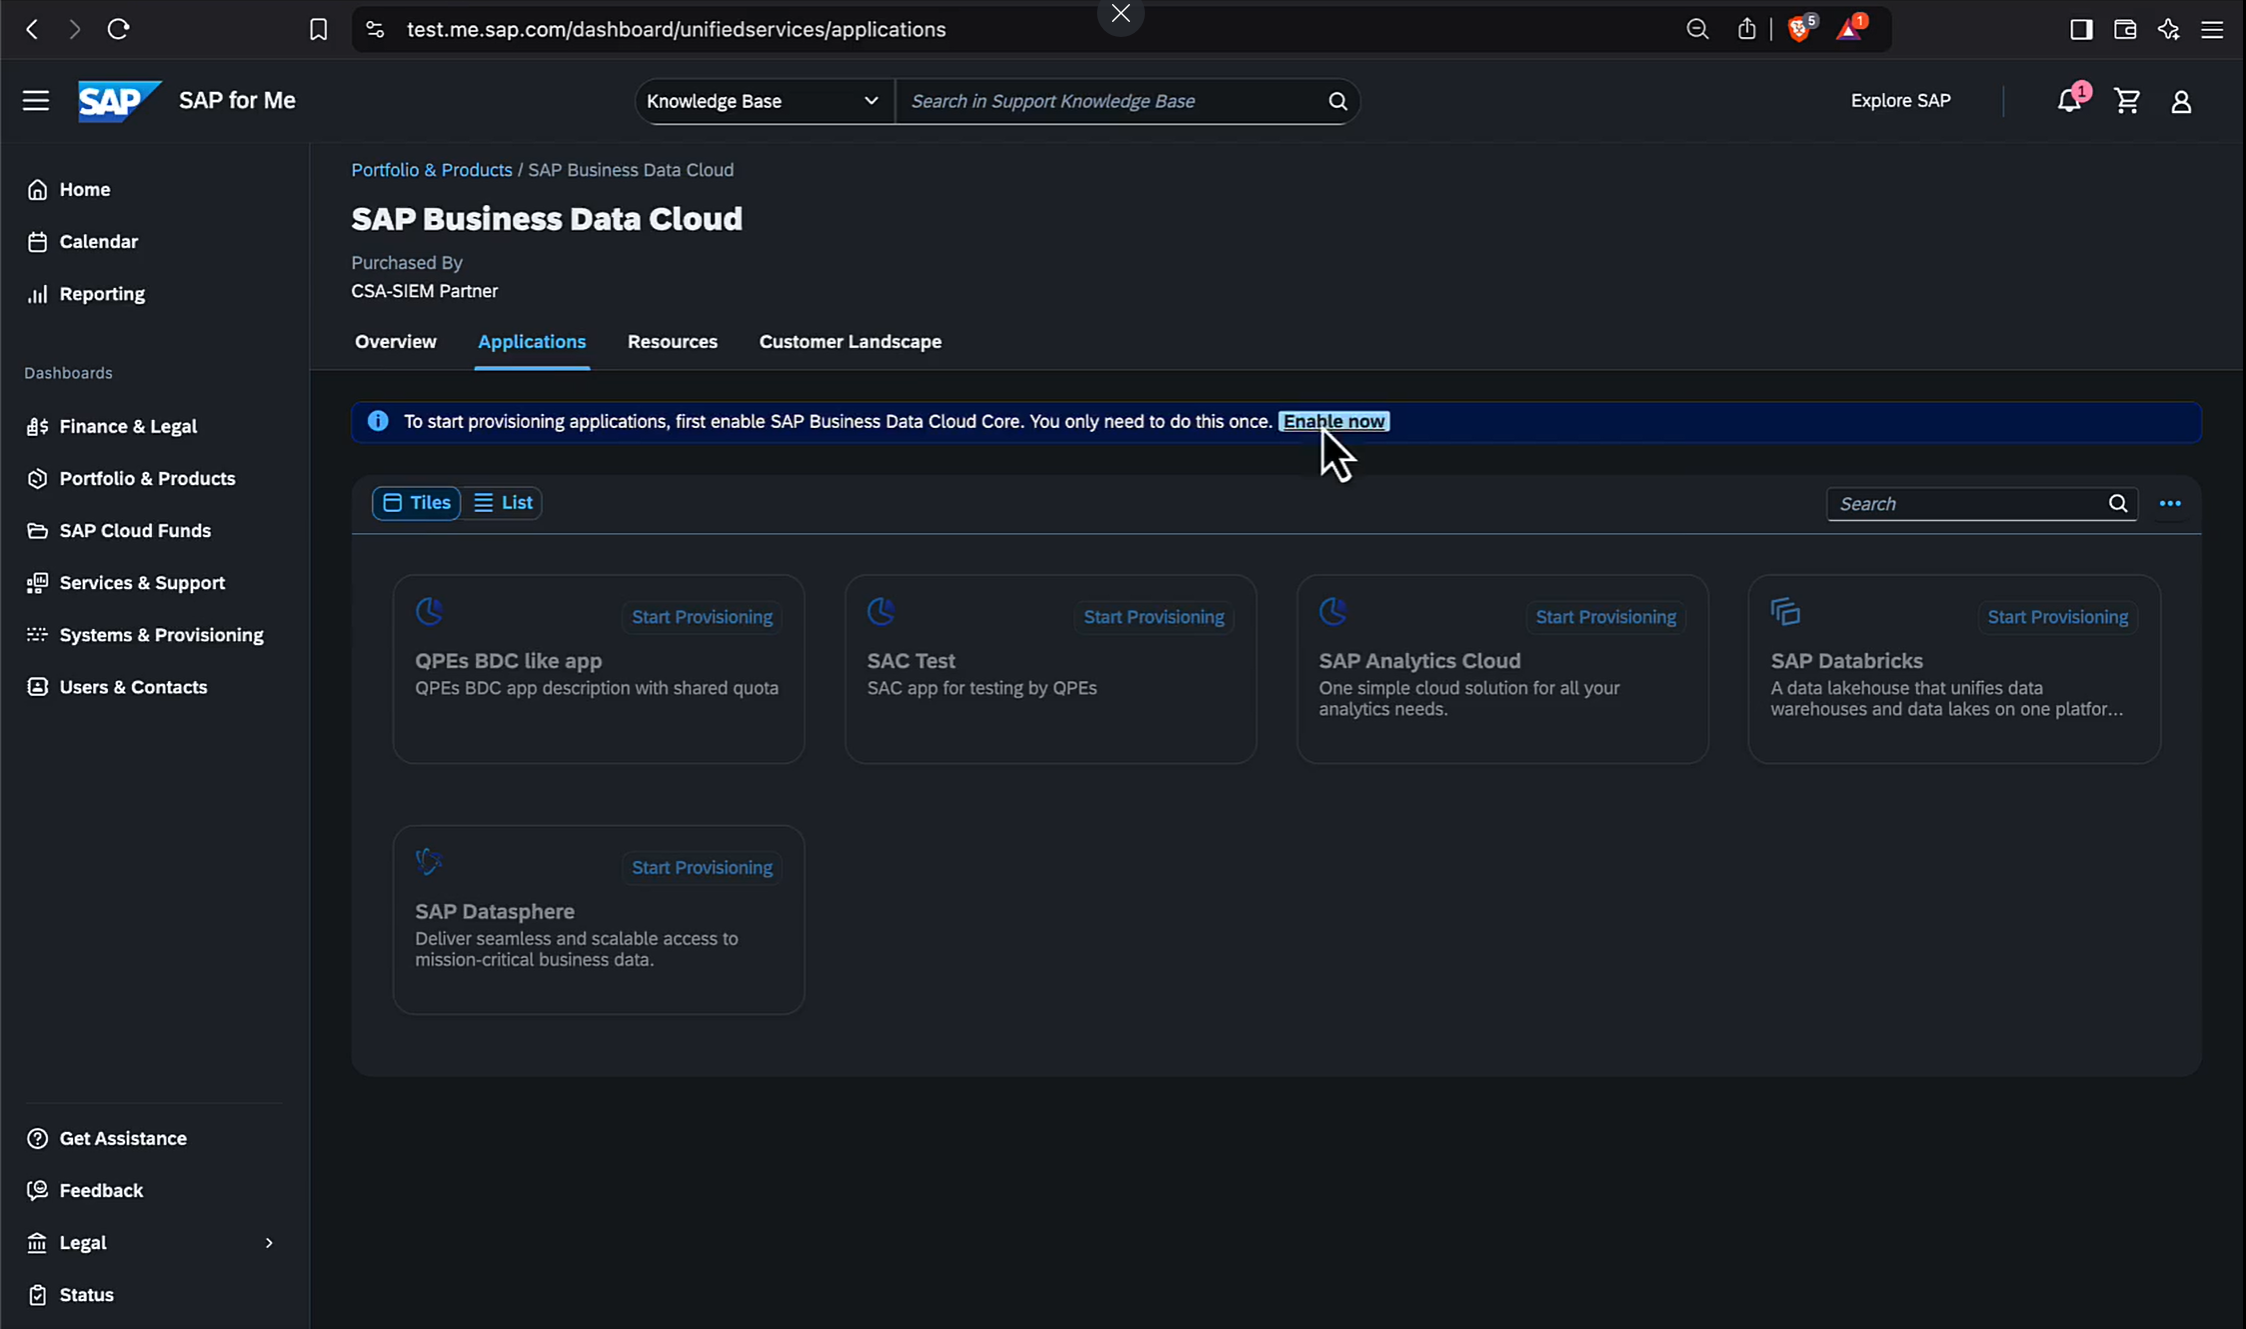 test.me.sap.com/dashboard/unifiedservices/applications
5
1
SAP
SAP for Me
Knowledge Base
Search in Support Knowledge Base
Explore SAP
1
Home
Calendar
Reporting
Dashboards
Finance & Legal
Portfolio & Products
SAP Cloud Funds
Services & Support
Systems & Provisioning
Users & Contacts
Get Assistance
Feedback
Legal
Status
Portfolio & Products / SAP Business Data Cloud
SAP Business Data Cloud
Purchased By
CSA-SIEM Partner
Overview
Applications
Resources
Customer Landscape
To start provisioning applications, first enable SAP Business Data Cloud Core. You only need to do this once. Enable now
Tiles
List
Search
Start Provisioning
QPEs BDC like app
QPEs BDC app description with shared quota
Start Provisioning
SAC Test
SAC app for testing by QPEs
Start Provisioning
SAP Analytics Cloud
One simple cloud solution for all your
analytics needs.
Start Provisioning
SAP Databricks
A data lakehouse that unifies data
warehouses and data lakes on one platfor...
Start Provisioning
SAP Datasphere
Deliver seamless and scalable access to
mission-critical business data.